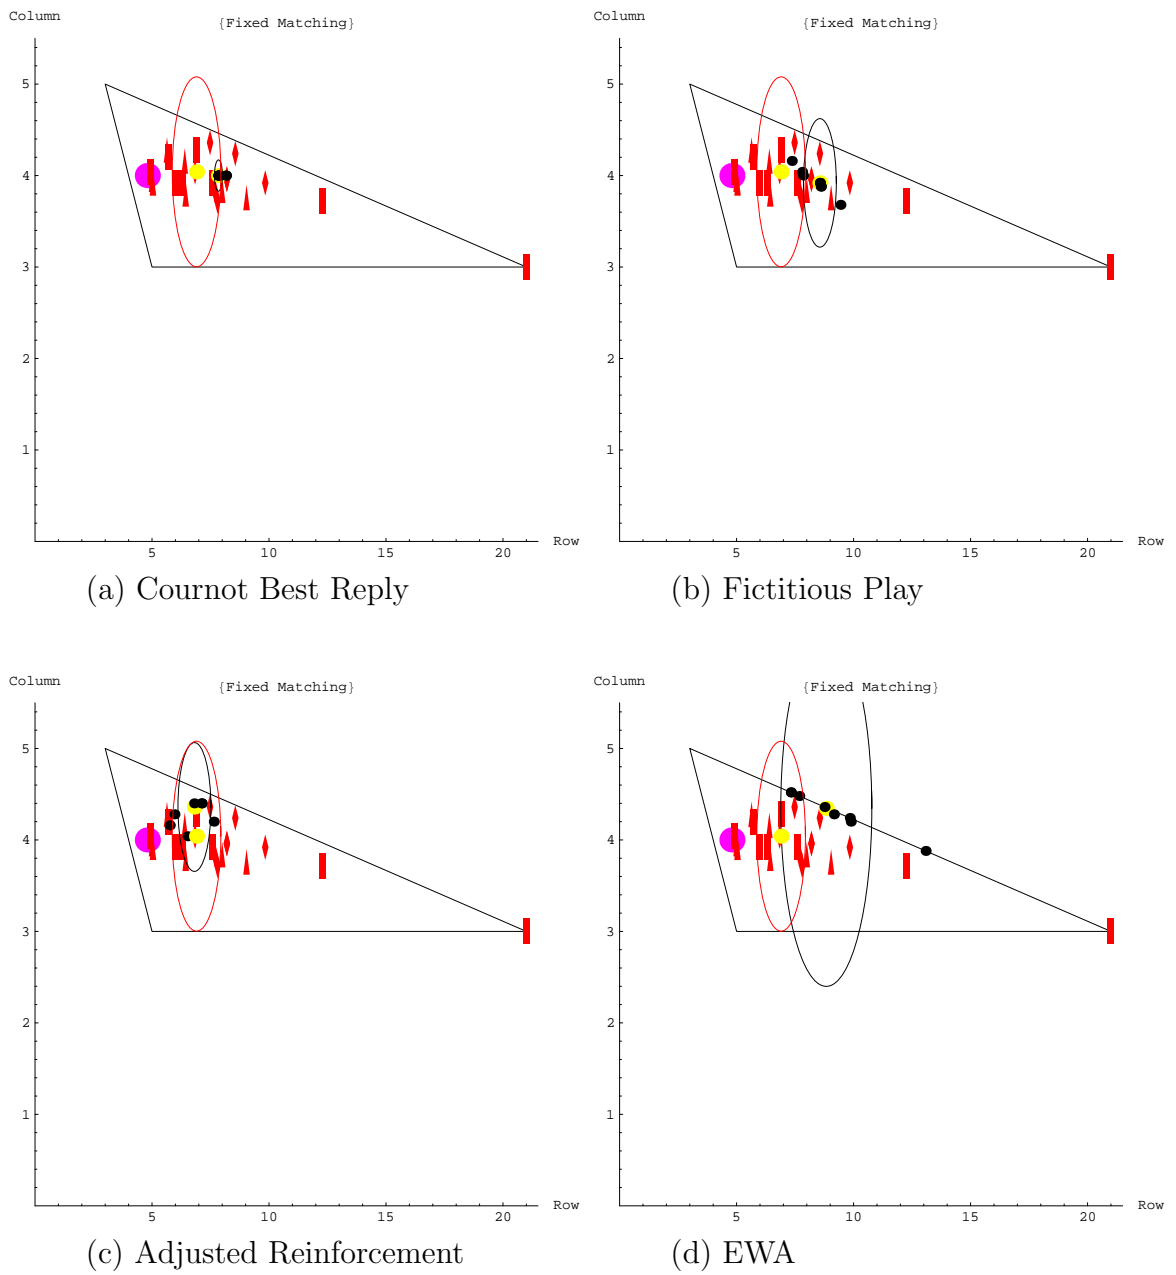 Column
{Fixed Matching}
5
4
3
2
1
5 10 15 20
Row
(a) Cournot Best Reply
Column
{Fixed Matching}
5
4
3
2
1
5 10 15 20
Row
(b) Fictitious Play
Column
{Fixed Matching}
5
4
3
2
1
5 10 15 20
Row
(c) Adjusted Reinforcement
Column
{Fixed Matching}
5
4
3
2
1
5 10 15 20
Row
(d) EWA